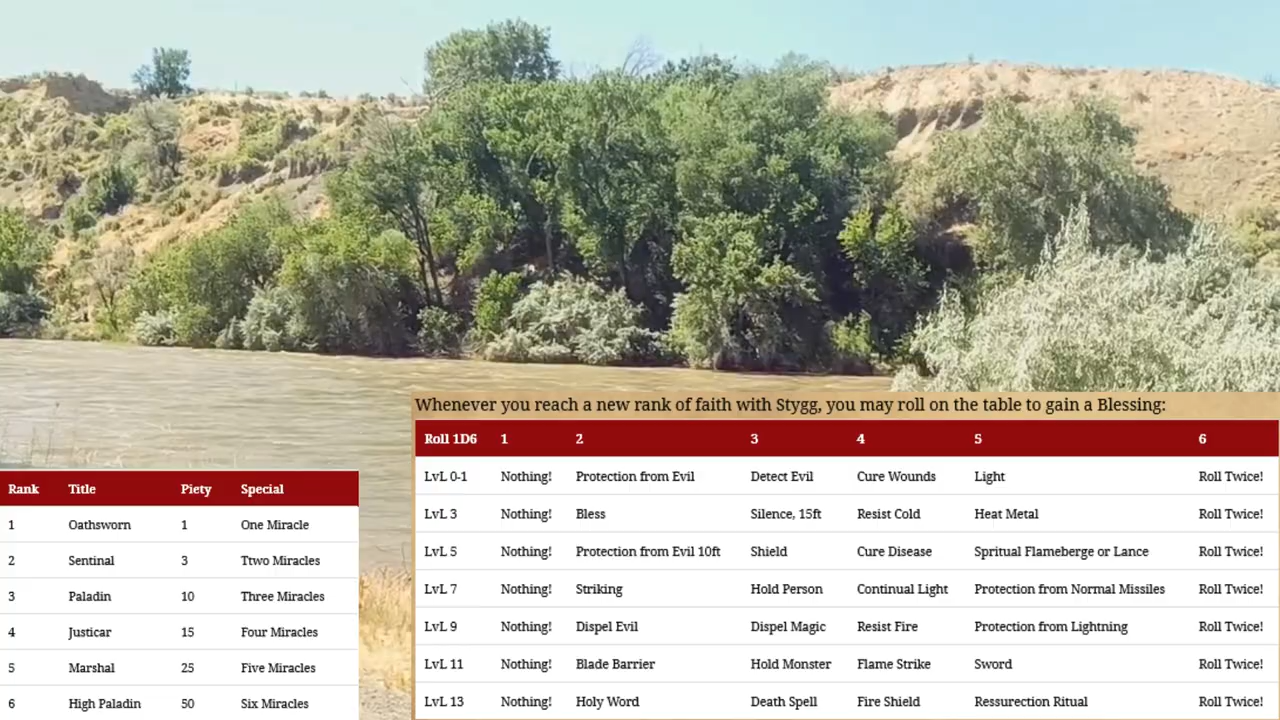 Whenever you reach a new rank of faith with Stygg, you may roll on the table to gain a Blessing:
Roll 1D6 1 2 3 4 5 6
LvL 0-1 Nothing! Protection from Evil Detect Evil Cure Wounds Light Roll Twice!
LvL 3 Nothing! Bless Silence, 15ft Resist Cold Heat Metal Roll Twice!
LvL 5 Nothing! Protection from Evil 10ft Shield Cure Disease Spritual Flameberge or Lance Roll Twice!
LvL 7 Nothing! Striking Hold Person Continual Light Protection from Normal Missiles Roll Twice!
LvL 9 Nothing! Dispel Evil Dispel Magic Resist Fire Protection from Lightning Roll Twice!
LvL 11 Nothing! Blade Barrier Hold Monster Flame Strike Sword Roll Twice!
LvL 13 Nothing! Holy Word Death Spell Fire Shield Ressurection Ritual Roll Twice!
Rank Title Piety Special
1 Oathsworn 1 One Miracle
2 Sentinal 3 Ttwo Miracles
3 Paladin 10 Three Miracles
4 Justicar 15 Four Miracles
5 Marshal 25 Five Miracles
6 High Paladin 50 Six Miracles